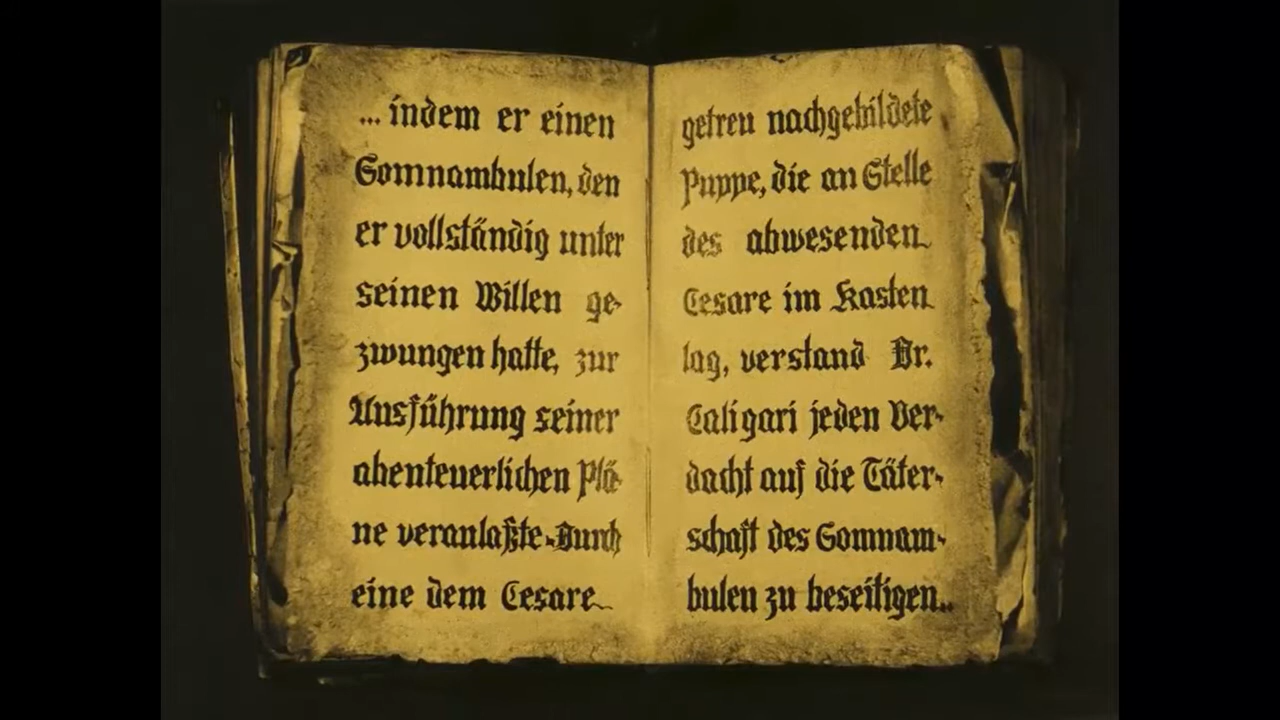 ... indem er einen
Somnambulen, den
er vollständig unter
seinen Willen ge-
zwungen hatte, zur
Ausführung seiner
abenteuerlichen Plä-
ne veranlaßte. Durch
eine dem Cesare
getreu nachgebildete
Puppe, die an Stelle
des abwesenden
Cesare im Kasten
lag, verstand Dr.
Caligari jeden Ver-
dacht auf die Täter-
schaft des Somnam-
bulen zu beseitigen..